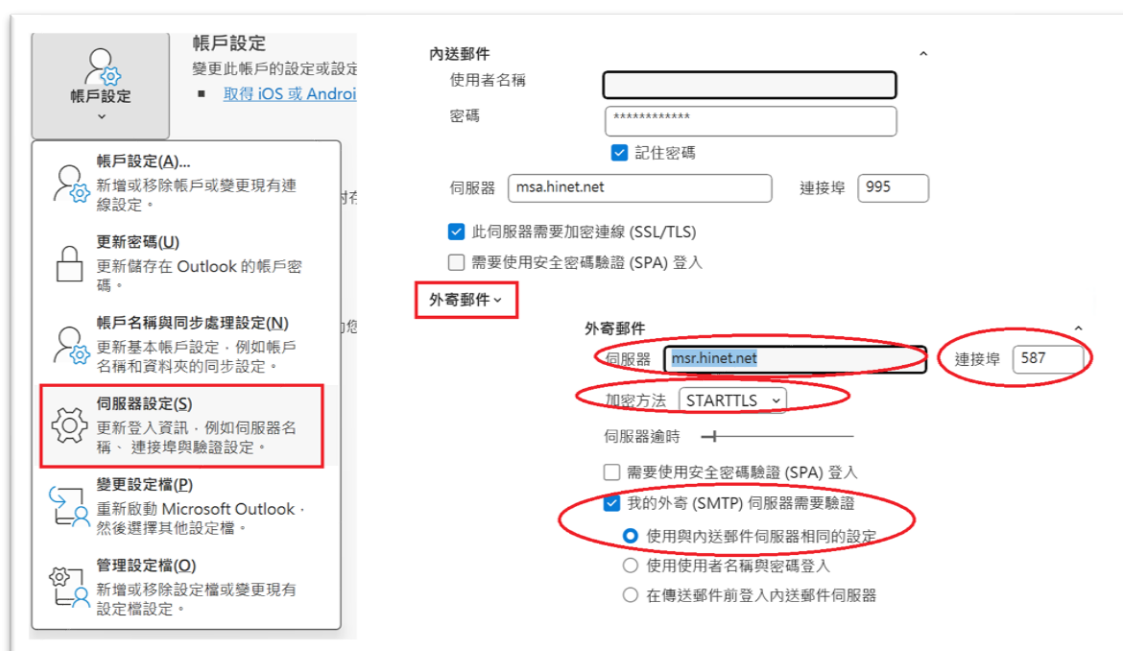 帳戶設定
帳戶設定
變更此帳戶的設定或設定
■ 取得 iOS 或 Androi
帳戶設定(A)...
新增或移除帳戶或變更現有連
線設定。
更新密碼(U)
更新儲存在 Outlook 的帳戶密
碼。
帳戶名稱與同步處理設定(N)
更新基本帳戶設定，例如帳戶
名稱和資料夾的同步設定。
伺服器設定(S)
更新登入資訊，例如伺服器名
稱、連接埠與驗證設定。
變更設定檔(P)
重新啟動 Microsoft Outlook，
然後選擇其他設定檔。
管理設定檔(O)
新增或移除設定檔或變更現有
設定檔設定。
內送郵件
使用者名稱
密碼 ************
記住密碼
伺服器 msa.hinet.net 連接埠 995
此伺服器需要加密連線 (SSL/TLS)
需要使用安全密碼驗證 (SPA) 登入
外寄郵件
外寄郵件
伺服器 msr.hinet.net 連接埠 587
加密方法 STARTTLS
伺服器逾時
需要使用安全密碼驗證 (SPA) 登入
我的外寄 (SMTP) 伺服器需要驗證
使用與內送郵件伺服器相同的設定
使用使用者名稱與密碼登入
在傳送郵件前登入內送郵件伺服器